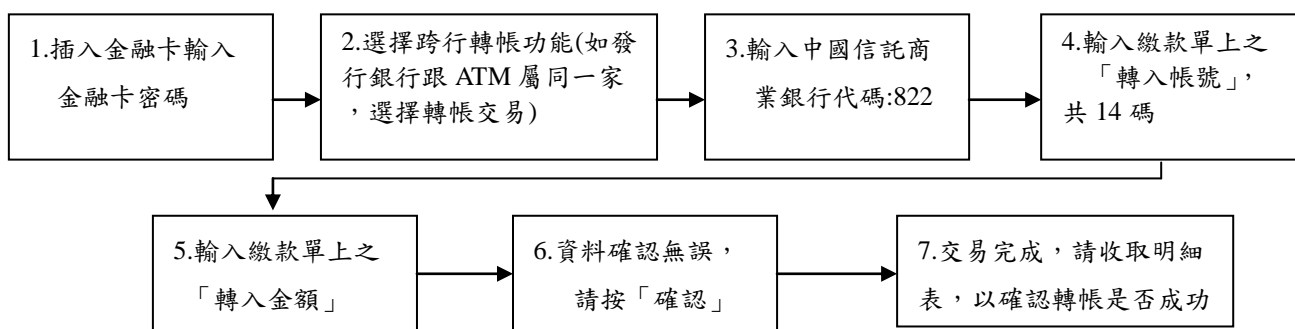 1.插入金融卡輸入
金融卡密碼
2.選擇跨行轉帳功能(如發
行銀行跟 ATM 屬同一家
，選擇轉帳交易)
3.輸入中國信託商
業銀行代碼:822
4.輸入繳款單上之
「轉入帳號」，
共 14 碼
5.輸入繳款單上之
「轉入金額」
6.資料確認無誤，
請按「確認」
7.交易完成，請收取明細
表，以確認轉帳是否成功